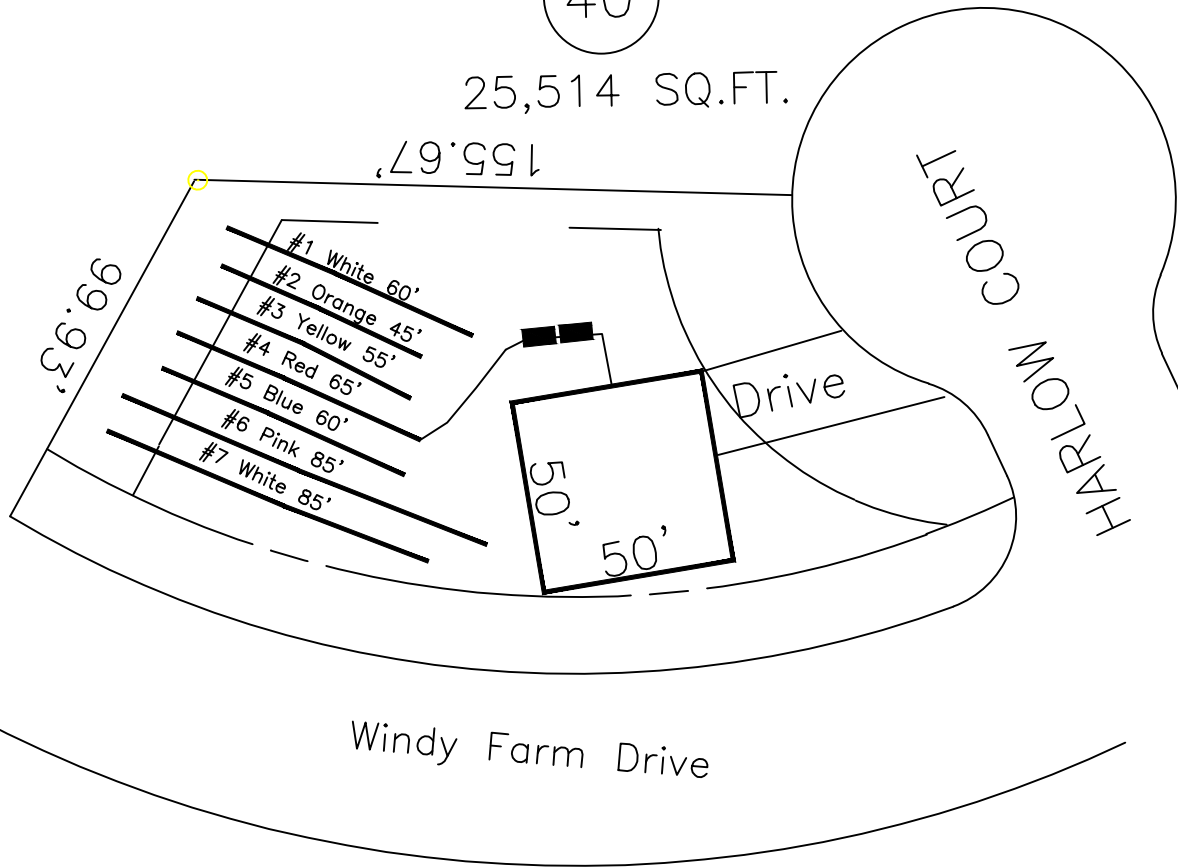 40
25,514 SQ.FT.
155.67'
99.93'
#1 White 60'
#2 Orange 45'
#3 Yellow 55'
#4 Red 65'
#5 Blue 60'
#6 Pink 85'
#7 White 85'
50'
50'
Drive
HARLOW COURT
Windy Farm Drive